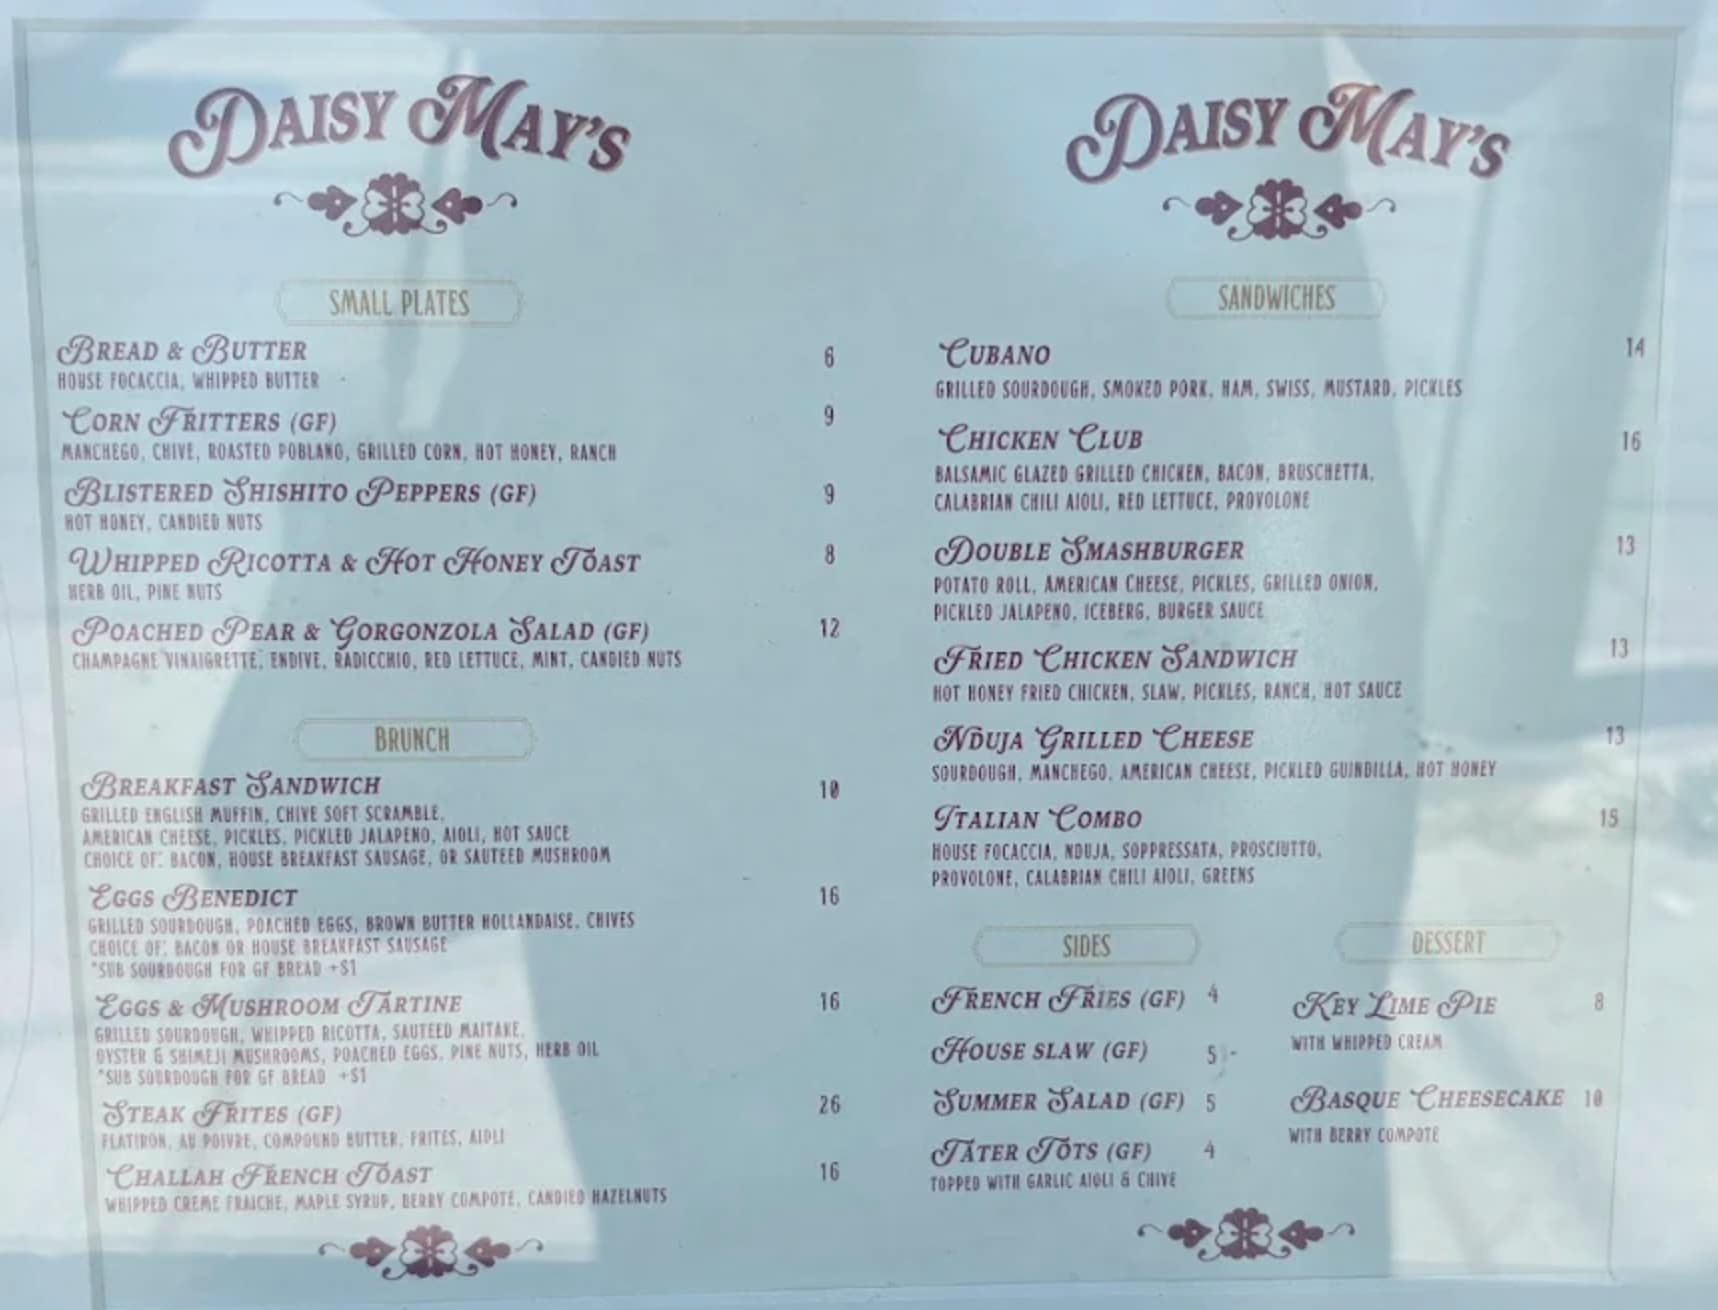 DAISY MAY'S
SMALL PLATES
BREAD & BUTTER 6
HOUSE FOCACCIA, WHIPPED BUTTER
CORN FRITTERS (GF) 9
MANCHEGO, CHIVE, ROASTED POBLANO, GRILLED CORN, HOT HONEY, RANCH
BLISTERED SHISHITO PEPPERS (GF) 9
HOT HONEY, CANDIED NUTS
WHIPPED RICOTTA & HOT HONEY TOAST 8
HERB OIL, PINE NUTS
POACHED PEAR & GORGONZOLA SALAD (GF) 12
CHAMPAGNE VINAIGRETTE, ENDIVE, RADICCHIO, RED LETTUCE, MINT, CANDIED NUTS
BRUNCH
BREAKFAST SANDWICH 10
GRILLED ENGLISH MUFFIN, CHIVE SOFT SCRAMBLE,
AMERICAN CHEESE, PICKLES, PICKLED JALAPENO, AIOLI, HOT SAUCE
CHOICE OF: BACON, HOUSE BREAKFAST SAUSAGE, OR SAUTEED MUSHROOM
EGGS BENEDICT 16
GRILLED SOURDOUGH, POACHED EGGS, BROWN BUTTER HOLLANDAISE, CHIVES
CHOICE OF: BACON OR HOUSE BREAKFAST SAUSAGE
*SUB SOURDOUGH FOR GF BREAD +$1
EGGS & MUSHROOM TARTINE 16
GRILLED SOURDOUGH, WHIPPED RICOTTA, SAUTEED MAITAKE,
OYSTER & SHIMEJI MUSHROOMS, POACHED EGGS, PINE NUTS, HERB OIL
*SUB SOURDOUGH FOR GF BREAD +$1
STEAK FRITES (GF) 26
FLATIRON, AU POIVRE, COMPOUND BUTTER, FRITES, AIOLI
CHALLAH FRENCH TOAST 16
WHIPPED CREME FRAICHE, MAPLE SYRUP, BERRY COMPOTE, CANDIED HAZELNUTS
DAISY MAY'S
SANDWICHES
CUBANO 14
GRILLED SOURDOUGH, SMOKED PORK, HAM, SWISS, MUSTARD, PICKLES
CHICKEN CLUB 16
BALSAMIC GLAZED GRILLED CHICKEN, BACON, BRUSCHETTA,
CALABRIAN CHILI AIOLI, RED LETTUCE, PROVOLONE
DOUBLE SMASHBURGER 13
POTATO ROLL, AMERICAN CHEESE, PICKLES, GRILLED ONION,
PICKLED JALAPENO, ICEBERG, BURGER SAUCE
FRIED CHICKEN SANDWICH 13
HOT HONEY FRIED CHICKEN, SLAW, PICKLES, RANCH, HOT SAUCE
NDUJA GRILLED CHEESE 13
SOURDOUGH, MANCHEGO, AMERICAN CHEESE, PICKLED GUINDILLA, HOT HONEY
ITALIAN COMBO 15
HOUSE FOCACCIA, NDUJA, SOPPRESSATA, PROSCIUTTO,
PROVOLONE, CALABRIAN CHILI AIOLI, GREENS
SIDES
FRENCH FRIES (GF) 4
HOUSE SLAW (GF) 5
SUMMER SALAD (GF) 5
TATER TOTS (GF) 4
TOPPED WITH GARLIC AIOLI & CHIVE
DESSERT
KEY LIME PIE 8
WITH WHIPPED CREAM
BASQUE CHEESECAKE 10
WITH BERRY COMPOTE